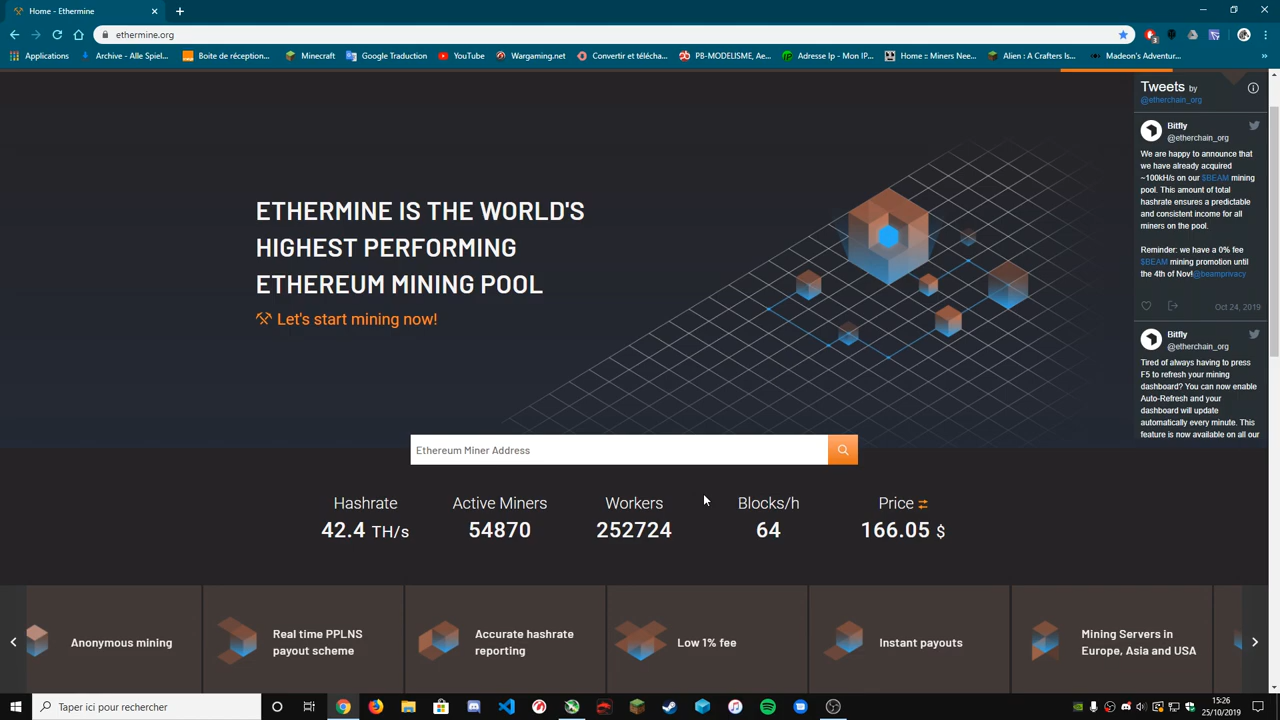 Home - Ethermine
ethermine.org
Applications
Archive - Alle Spiel...
Boite de réception...
Minecraft
Google Traduction
YouTube
Wargaming.net
Convertir et télécha...
PB-MODELISME, Ae...
Adresse Ip - Mon IP...
Home :: Miners Nee...
Alien : A Crafters Is...
Madeon's Adventur...
»
ETHERMINE IS THE WORLD'S
HIGHEST PERFORMING
ETHEREUM MINING POOL
Let's start mining now!
Tweets by
@etherchain_org
Bitfly
@etherchain_org
We are happy to announce that
we have already acquired
~100kH/s on our $BEAM mining
pool. This amount of total
hashrate ensures a predictable
and consistent income for all
miners on the pool.
Reminder: we have a 0% fee
$BEAM mining promotion until
the 4th of Nov!@beamprivacy
Oct 24, 2019
Bitfly
@etherchain_org
Tired of always having to press
F5 to refresh your mining
dashboard? You can now enable
Auto-Refresh and your
dashboard will update
automatically every minute. This
feature is now available on all our
Ethereum Miner Address
Hashrate
42.4 TH/s
Active Miners
54870
Workers
252724
Blocks/h
64
Price
166.05 $
Anonymous mining
Real time PPLNS
payout scheme
Accurate hashrate
reporting
Low 1% fee
Instant payouts
Mining Servers in
Europe, Asia and USA
Taper ici pour rechercher
15:26
25/10/2019